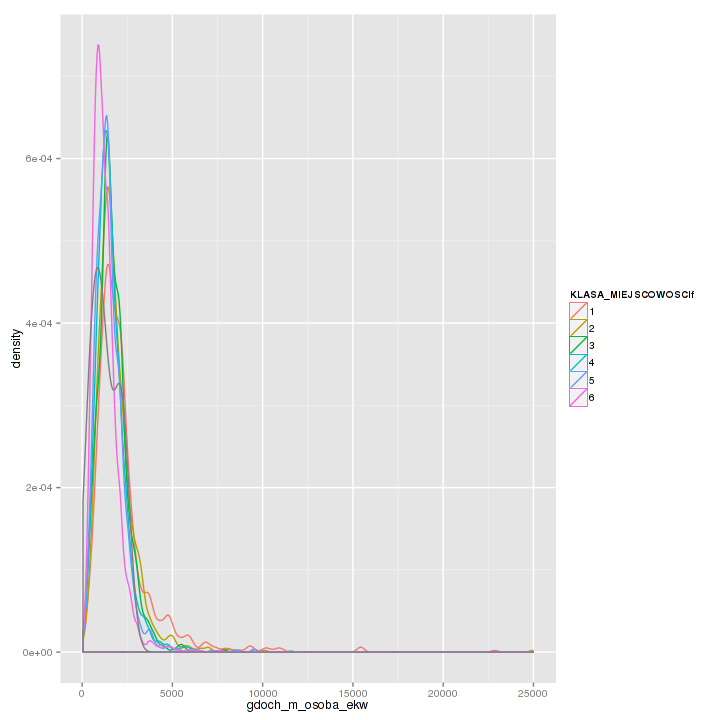 6e-04
4e-04
2e-04
0e+00
density
0 5000 10000 15000 20000 25000
gdoch_m_osoba_ekw
KLASA_MIEJSCOWOSCIf
1
2
3
4
5
6